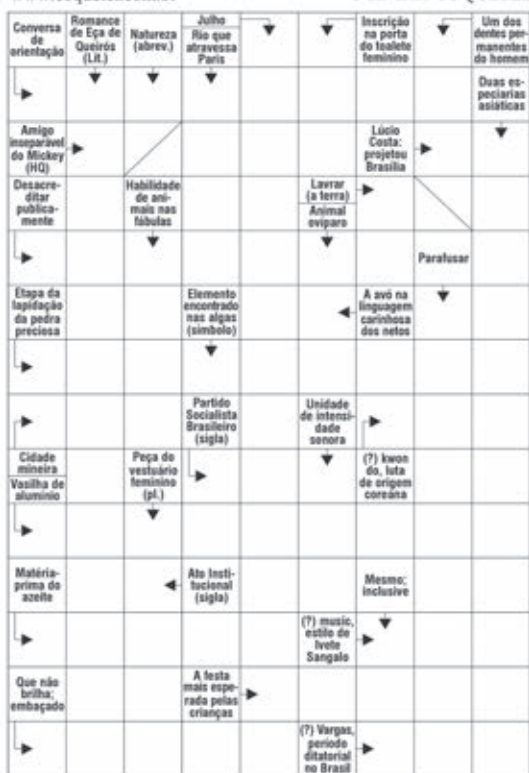 Conversa
de
orientação
Romance
de Eça de
Queirós
(Lit.)
Natureza
(abrev.)
Julho
Rio que
atravessa
Paris
Inscrição
na porta
do toalete
feminino
Um dos
dentes per-
manentes
do homem
Duas es-
peciarias
asiáticas
Amigo
inseparável
do Mickey
(HQ)
Lúcio
Costa:
projetou
Brasília
Desacre-
ditar
publica-
mente
Habilidade
de ani-
mais nas
fábulas
Lavrar
(a terra)
Animal
ovíparo
Parafusar
Etapa da
lapidação
da pedra
preciosa
Elemento
encontrado
nas algas
(símbolo)
A avó na
linguagem
carinhosa
dos netos
Partido
Socialista
Brasileiro
(sigla)
Unidade
de intensi-
dade
sonora
Cidade
mineira
Vasilha de
alumínio
Peça do
vestuário
feminino
(pl.)
(?) kwon
do, luta
de origem
coreana
Matéria-
prima do
azeite
Ato Insti-
tucional
(sigla)
Mesmo;
inclusive
(?) music,
estilo de
Ivete
Sangalo
Que não
brilha;
embaçado
A festa
mais espe-
rada pelas
crianças
(?) Vargas,
período
ditatorial
no Brasil